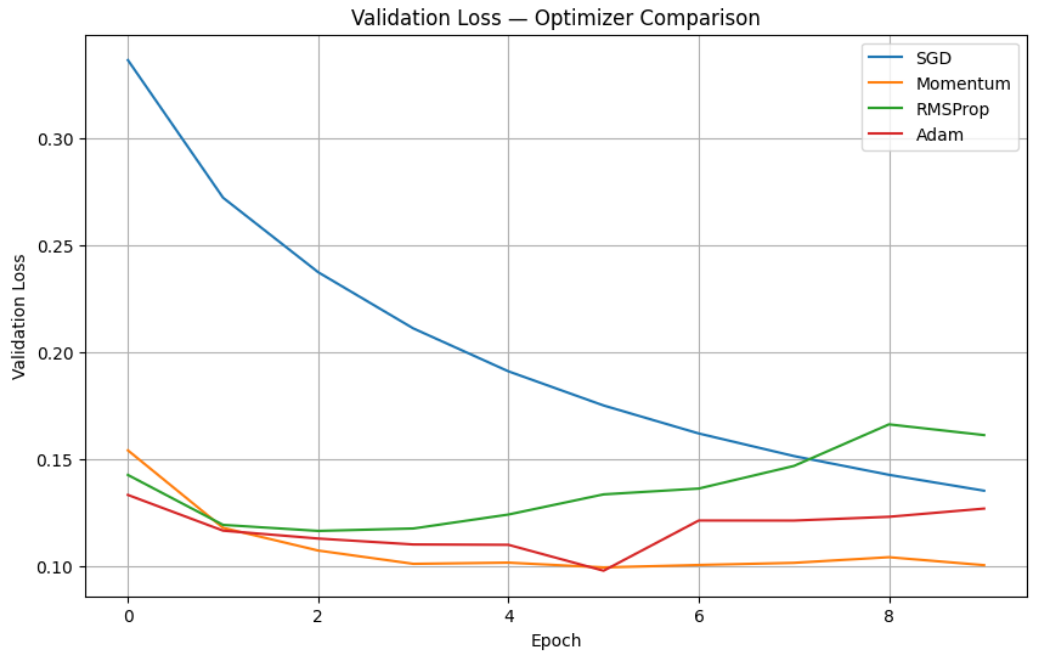 Validation Loss — Optimizer Comparison
SGD
Momentum
RMSProp
Adam
Validation Loss
0.30
0.25
0.20
0.15
0.10
0 2 4 6 8
Epoch